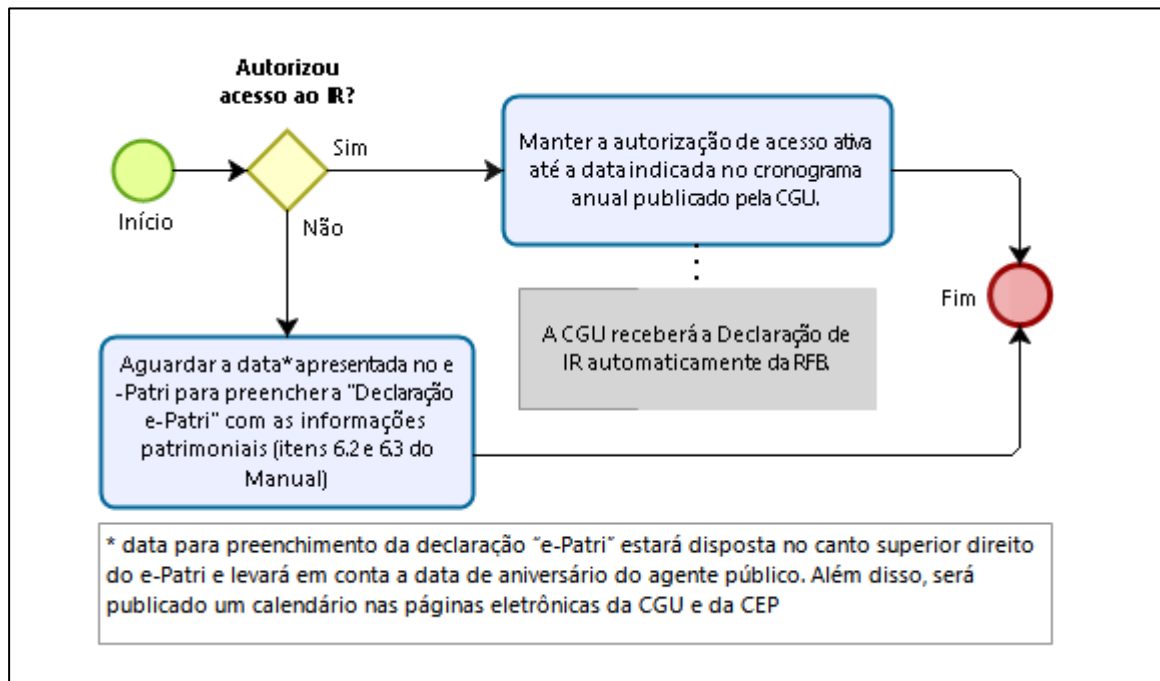 Autorizou
acesso ao IR?
Sim
Manter a autorização de acesso ativa
até a data indicada no cronograma
anual publicado pela CGU.
Início
Não
Fim
A CGU receberá a Declaração de
IR automaticamente da RFB.
Aguardar a data* apresentada no e
-Patri para preencher a "Declaração
e-Patri" com as informações
patrimoniais (itens 6.2 e 6.3 do
Manual)
* data para preenchimento da declaração "e-Patri" estará disposta no canto superior direito
do e-Patri e levará em conta a data de aniversário do agente público. Além disso, será
publicado um calendário nas páginas eletrônicas da CGU e da CEP